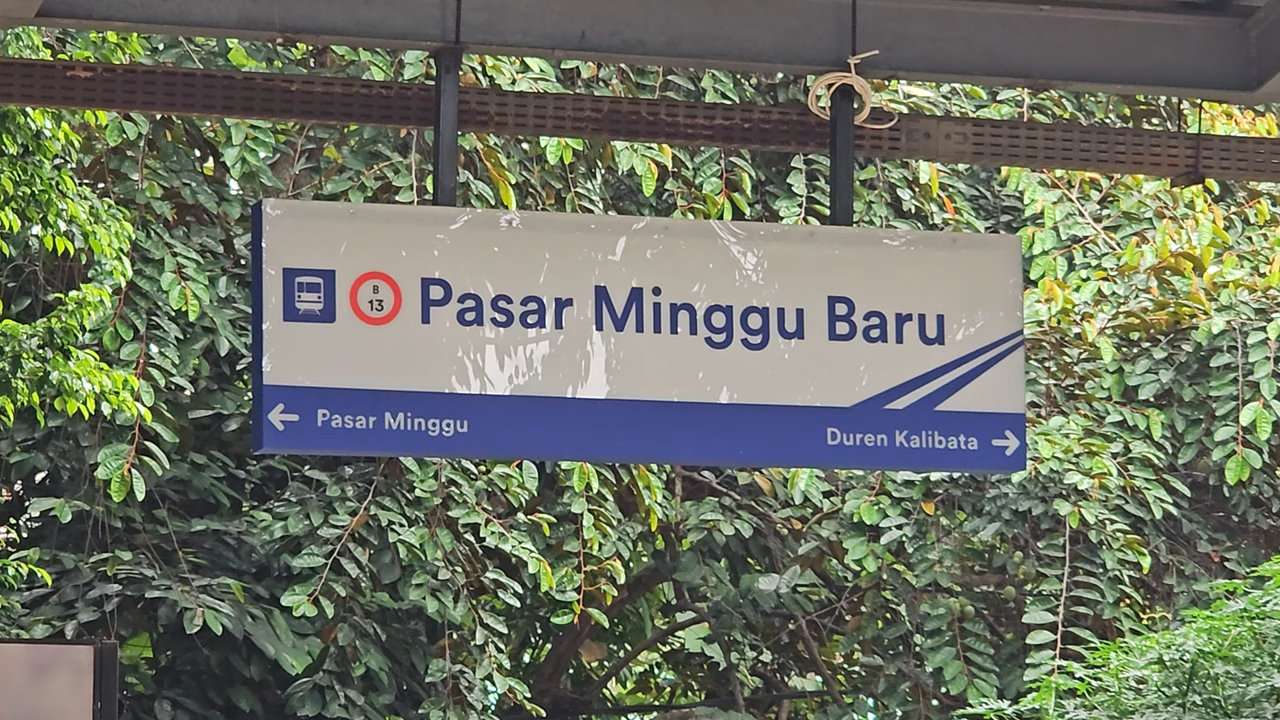 B
13
Pasar Minggu Baru
← Pasar Minggu
Duren Kalibata →